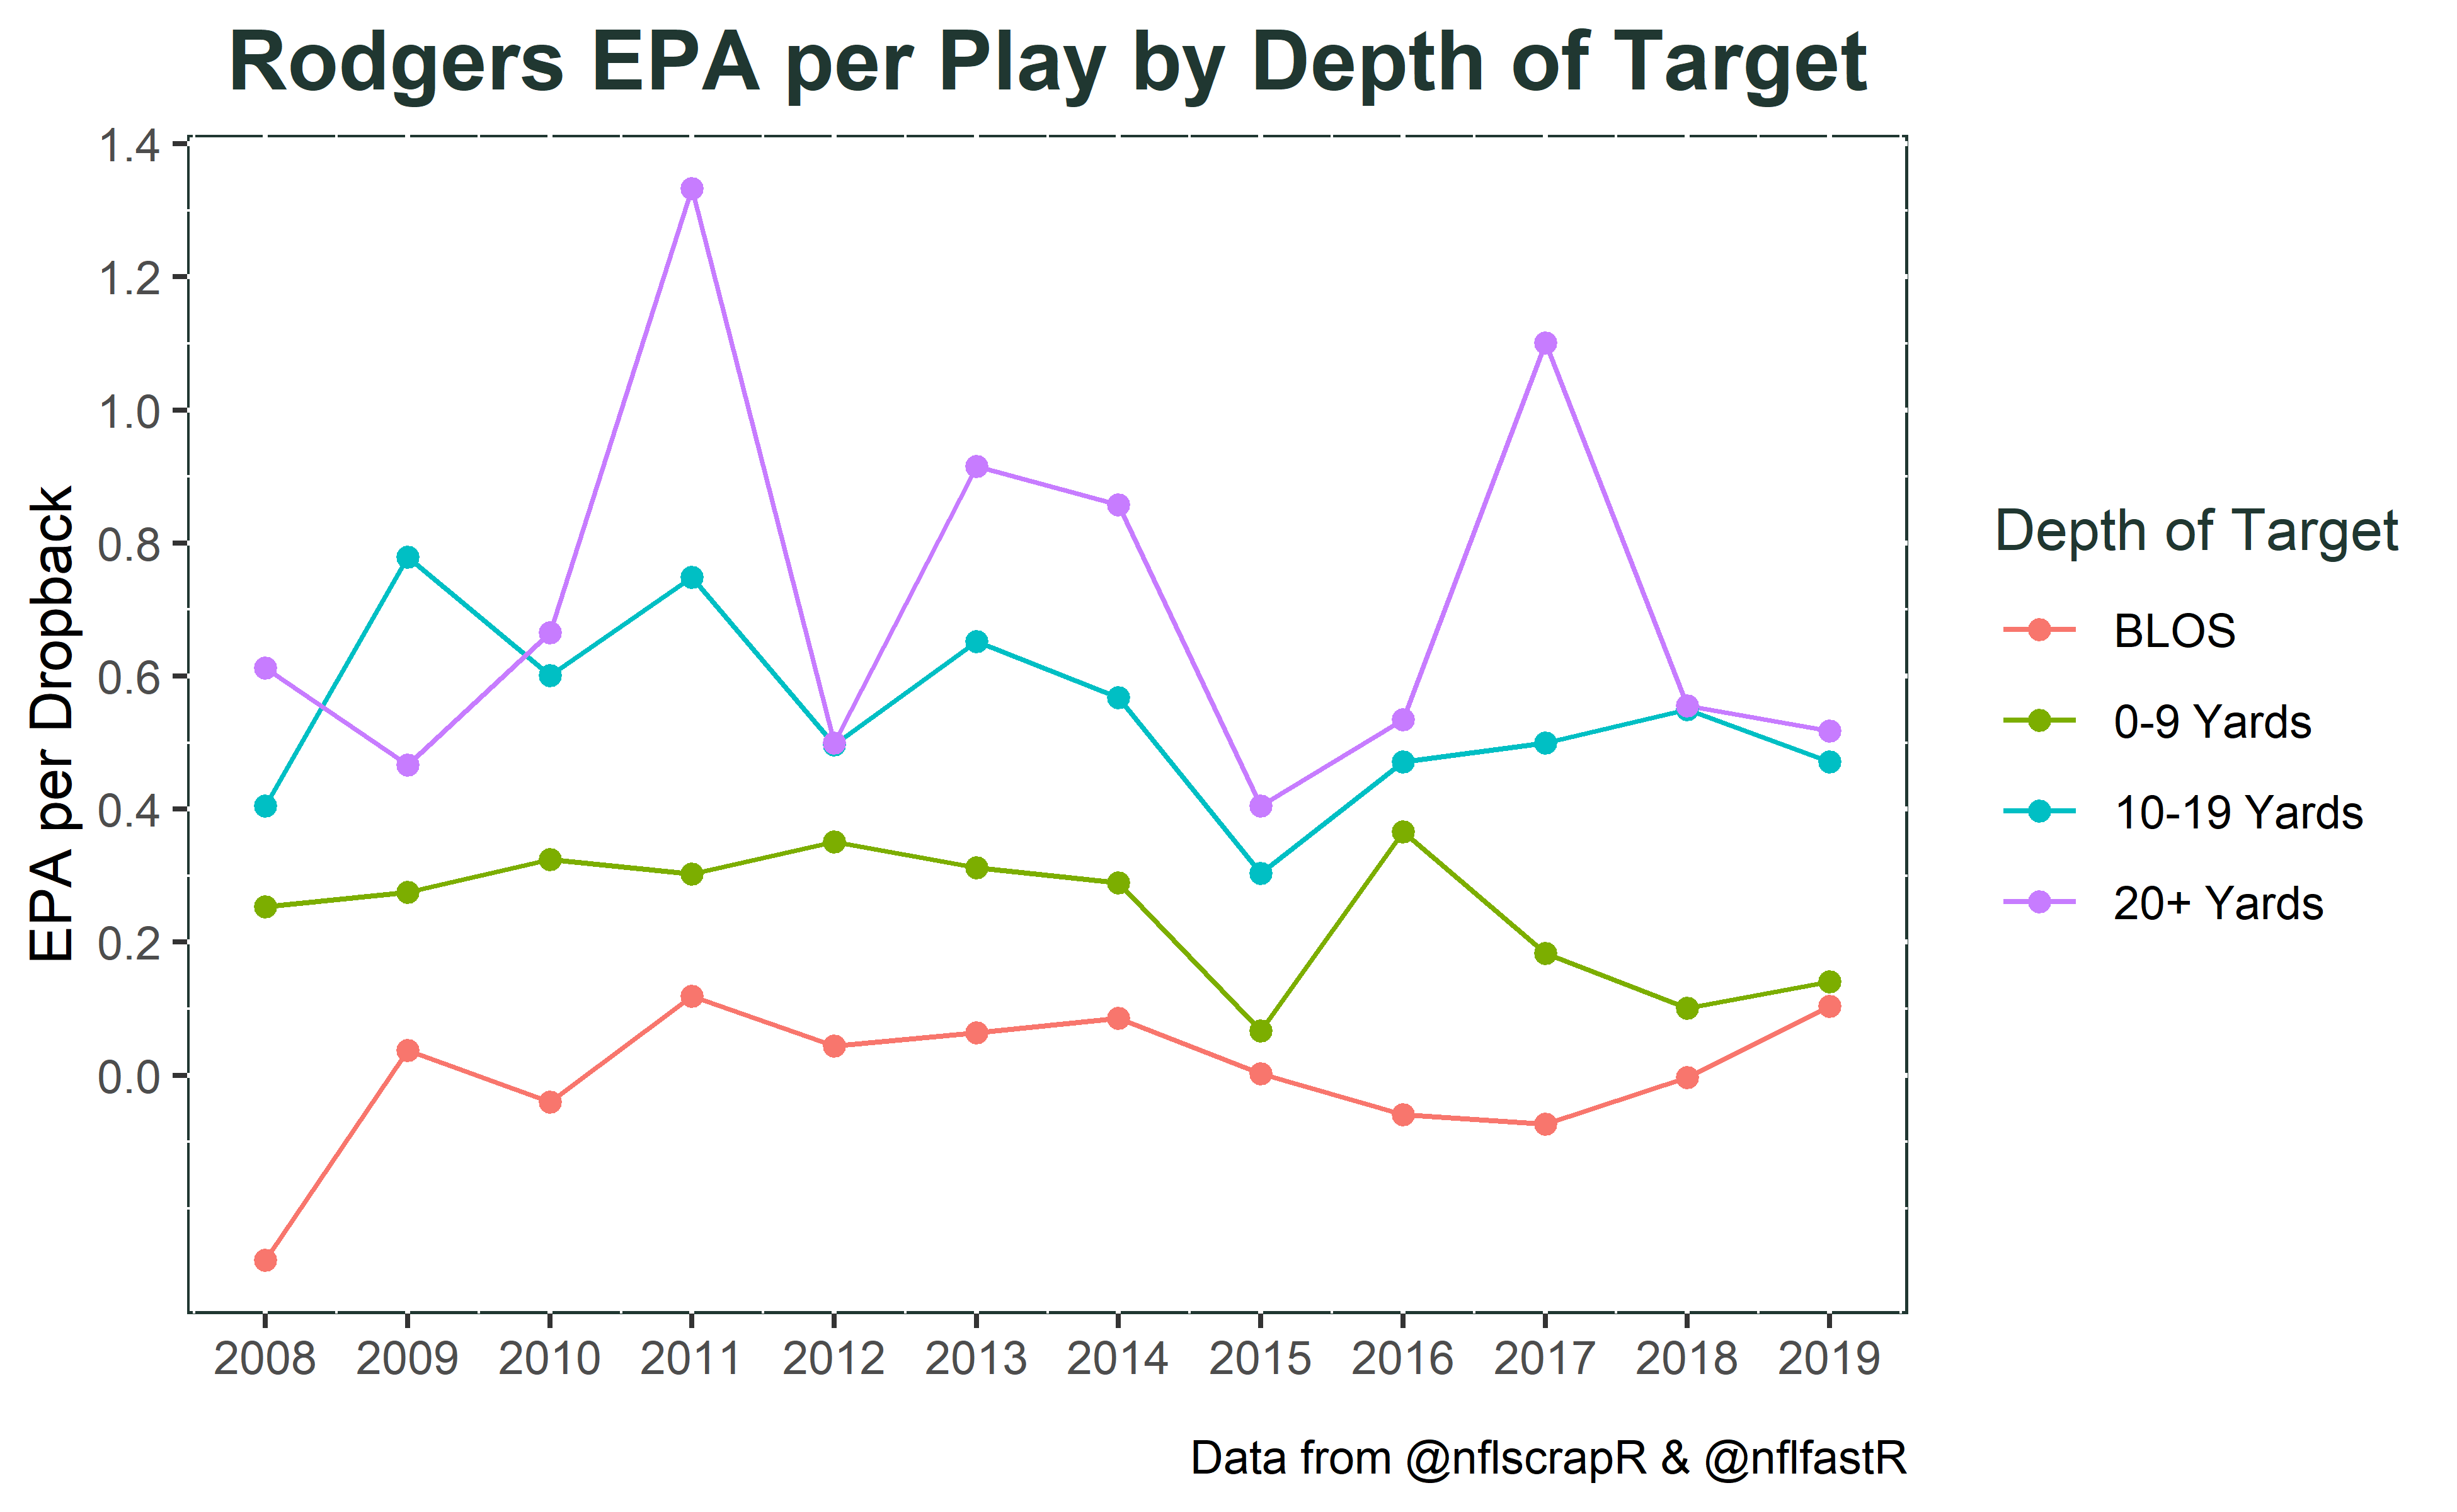 Rodgers EPA per Play by Depth of Target
EPA per Dropback
1.4
1.2
1.0
0.8
0.6
0.4
0.2
0.0
2008 2009 2010 2011 2012 2013 2014 2015 2016 2017 2018 2019
Depth of Target
BLOS
0-9 Yards
10-19 Yards
20+ Yards
Data from @nflscrapR & @nflfastR